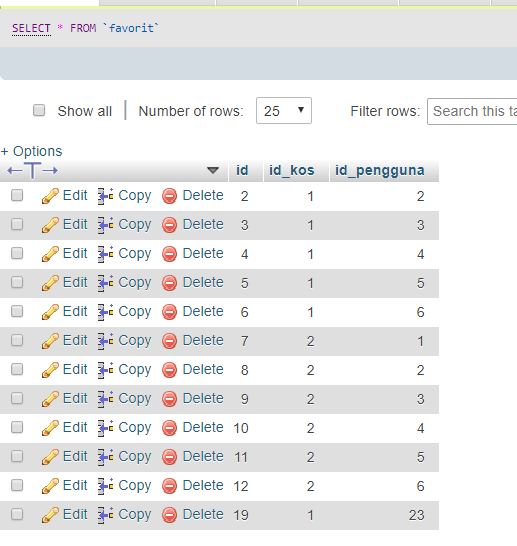 SELECT * FROM `favorit`
Show all | Number of rows: 25 Filter rows: Search this ta
+ Options
←T→ id id_kos id_pengguna
Edit Copy Delete 2 1 2
Edit Copy Delete 3 1 3
Edit Copy Delete 4 1 4
Edit Copy Delete 5 1 5
Edit Copy Delete 6 1 6
Edit Copy Delete 7 2 1
Edit Copy Delete 8 2 2
Edit Copy Delete 9 2 3
Edit Copy Delete 10 2 4
Edit Copy Delete 11 2 5
Edit Copy Delete 12 2 6
Edit Copy Delete 19 1 23